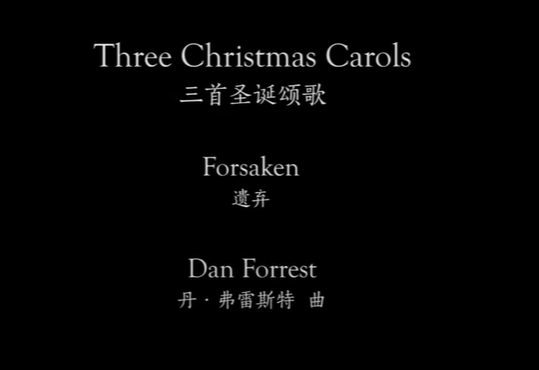 Three Christmas Carols
三首圣诞颂歌
Forsaken
遗弃
Dan Forrest
丹·弗雷斯特 曲